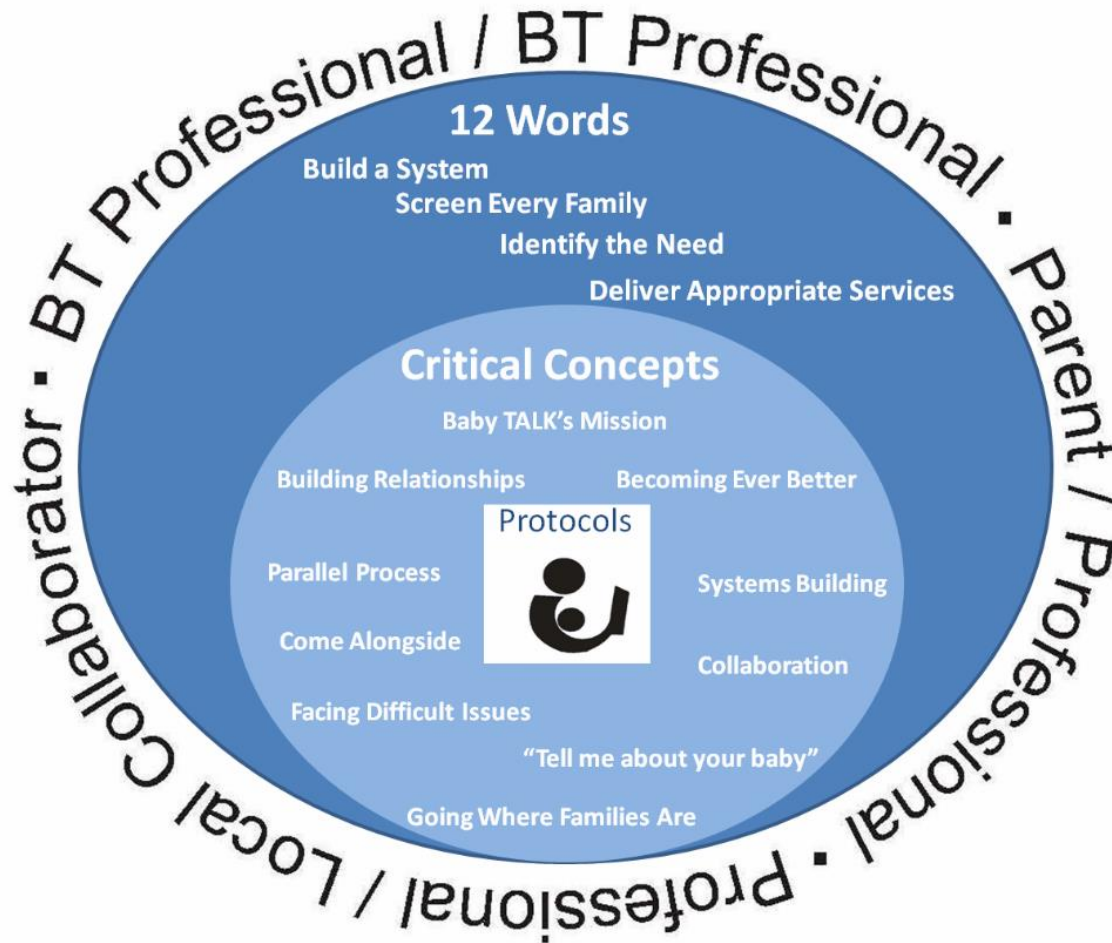 BT Professional / BT Professional • Parent / Professional • Professional / Local Collaborator •
12 Words
Build a System
Screen Every Family
Identify the Need
Deliver Appropriate Services
Critical Concepts
Baby TALK's Mission
Building Relationships
Becoming Ever Better
Protocols
Parallel Process
Systems Building
Come Alongside
Collaboration
Facing Difficult Issues
“Tell me about your baby”
Going Where Families Are